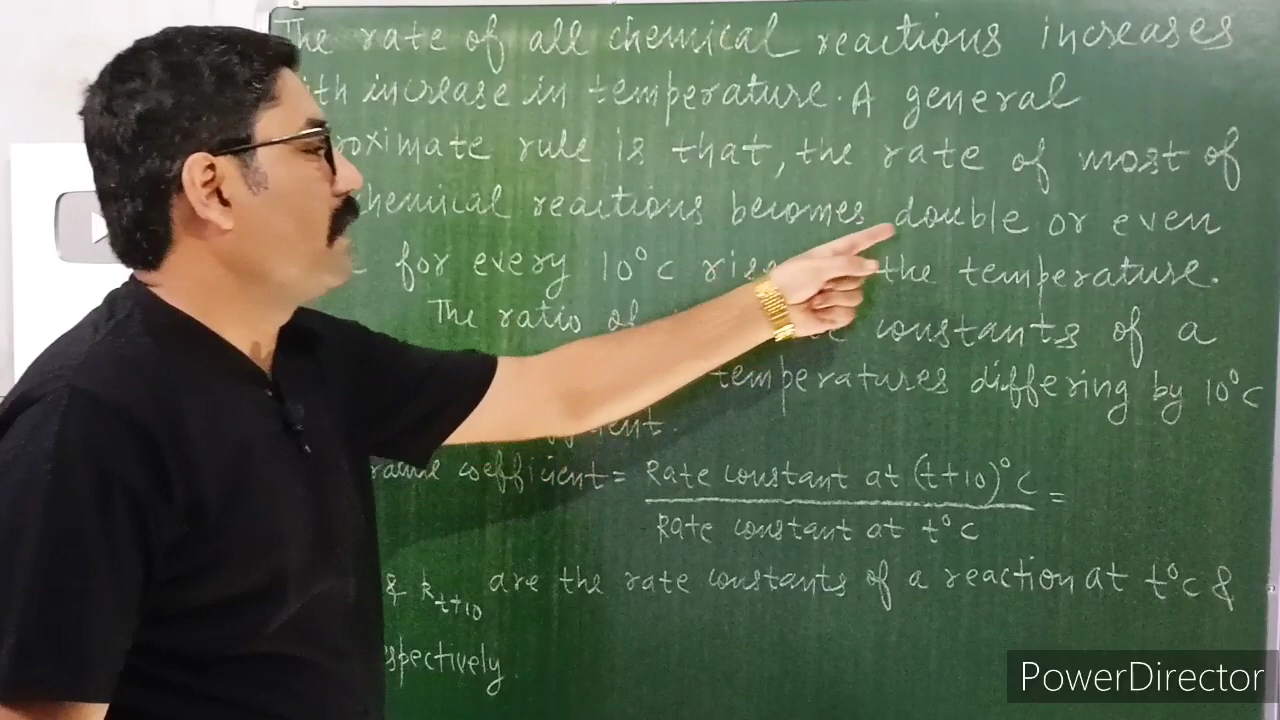 The rate of all chemical reactions increases
ith increase in temperature. A general
roximate rule is that, the rate of most of
hemical reactions becomes double or even
for every 10°C rise the temperature.
The ratio of constants of a
temperatures differing by 10°C
coefficient = Rate constant at (t+10)°C =
Rate constant at t°C
& kt+10 are the rate constants of a reaction at t°C &
spectively.
PowerDirector